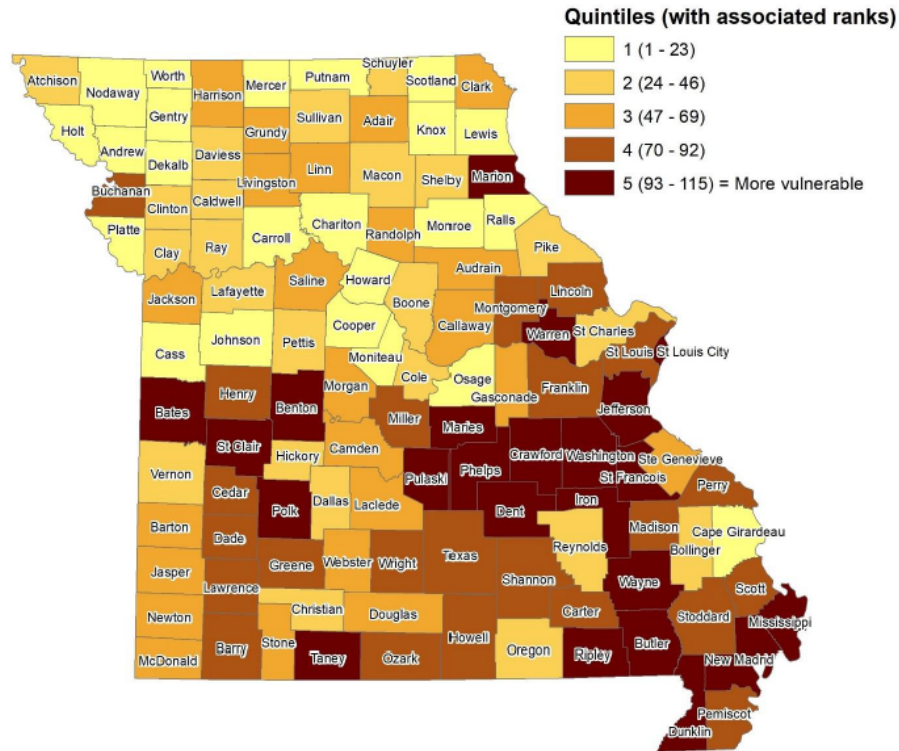 Quintiles (with associated ranks)
1 (1 - 23)
2 (24 - 46)
3 (47 - 69)
4 (70 - 92)
5 (93 - 115) = More vulnerable
Atchison
Nodaway
Worth
Harrison
Mercer
Putnam
Schuyler
Scotland
Clark
Gentry
Sullivan
Adair
Holt
Grundy
Knox
Lewis
Andrew
Dekalb
Daviess
Linn
Macon
Shelby
Marion
Livingston
Buchanan
Clinton
Caldwell
Platte
Carroll
Chariton
Randolph
Monroe
Ralls
Clay
Ray
Pike
Audrain
Saline
Howard
Jackson
Lafayette
Boone
Callaway
Montgomery
Lincoln
Cooper
Warren
St Charles
Cass
Johnson
Pettis
Moniteau
St Louis
St Louis City
Cole
Osage
Gasconade
Franklin
Morgan
Henry
Benton
Bates
Miller
Maries
Jefferson
St Clair
Hickory
Camden
Crawford
Washington
Ste Genevieve
Vernon
Pulaski
Phelps
St Francois
Cedar
Polk
Dallas
Laclede
Dent
Iron
Perry
Barton
Dade
Madison
Cape Girardeau
Reynolds
Bollinger
Greene
Webster
Wright
Texas
Jasper
Lawrence
Shannon
Wayne
Scott
Christian
Douglas
Carter
Stoddard
Mississippi
Newton
Stone
Barry
Howell
Oregon
Butler
McDonald
Taney
Ozark
Ripley
New Madrid
Pemiscot
Dunklin